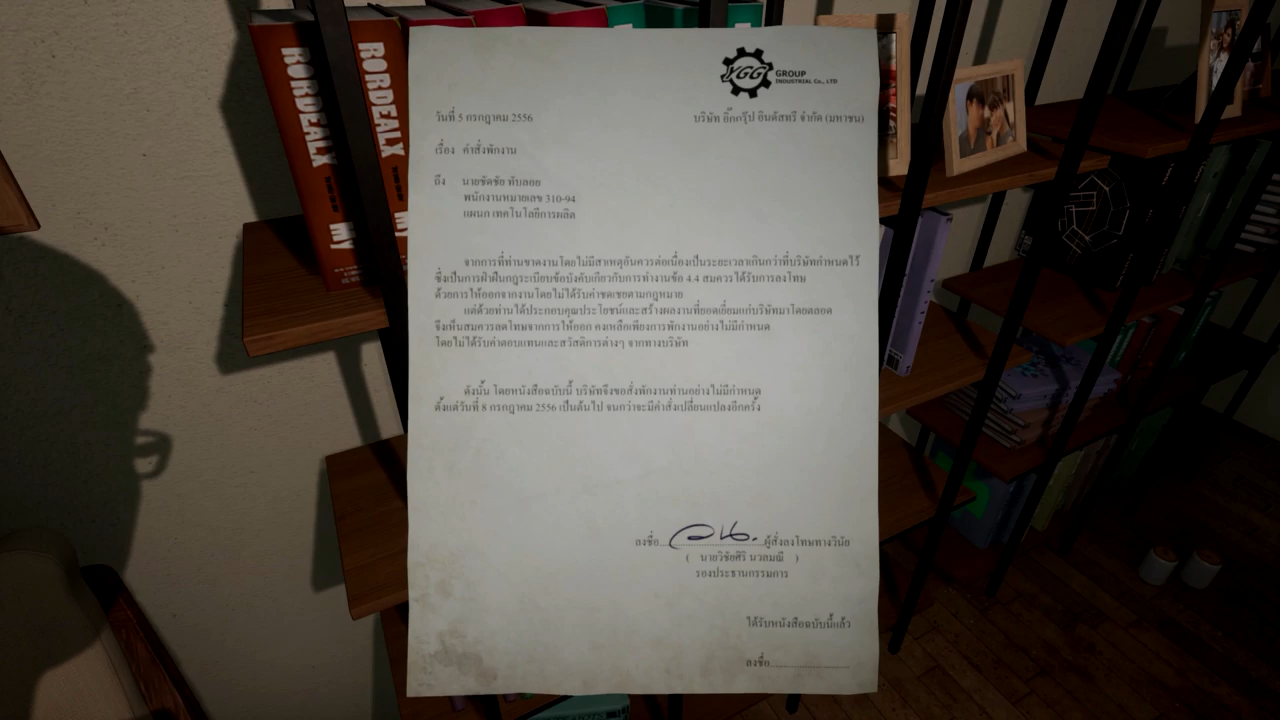 RORDEALX
RORDEALX
MY
MY
YGG GROUP
INDUSTRIAL Co., LTD
วันที่ 5 กรกฎาคม 2556
บริษัท อิ๊กกรุ๊ป อินดัสทรี จำกัด (มหาชน)
เรื่อง คำสั่งพักงาน
ถึง นายชัดชัย ทับลอย
พนักงานหมายเลข 310-94
แผนก เทคโนโลยีการผลิต
จากการที่ท่านขาดงานโดยไม่มีสาเหตุอันควรต่อเนื่องเป็นระยะเวลาเกินกว่าที่บริษัทกำหนดไว้
ซึ่งเป็นการฝ่าฝืนกฎระเบียบข้อบังคับเกี่ยวกับการทำงานข้อ 4.4 สมควรได้รับการลงโทษ
ด้วยการให้ออกจากงานโดยไม่ได้รับค่าชดเชยตามกฎหมาย
แต่ด้วยท่านได้ประกอบคุณประโยชน์และสร้างผลงานที่ยอดเยี่ยมแก่บริษัทมาโดยตลอด
จึงเห็นสมควรลดโทษจากการให้ออก คงเหลือเพียงการพักงานอย่างไม่มีกำหนด
โดยไม่ได้รับค่าตอบแทนและสวัสดิการต่างๆ จากทางบริษัท
ดังนั้น โดยหนังสือฉบับนี้ บริษัทจึงขอสั่งพักงานท่านอย่างไม่มีกำหนด
ตั้งแต่วันที่ 8 กรกฎาคม 2556 เป็นต้นไป จนกว่าจะมีคำสั่งเปลี่ยนแปลงอีกครั้ง
ลงชื่อ....................ผู้สั่งลงโทษทางวินัย
( นายวิชัยศิริ นวลมณี )
รองประธานกรรมการ
ได้รับหนังสือฉบับนี้แล้ว
ลงชื่อ....................